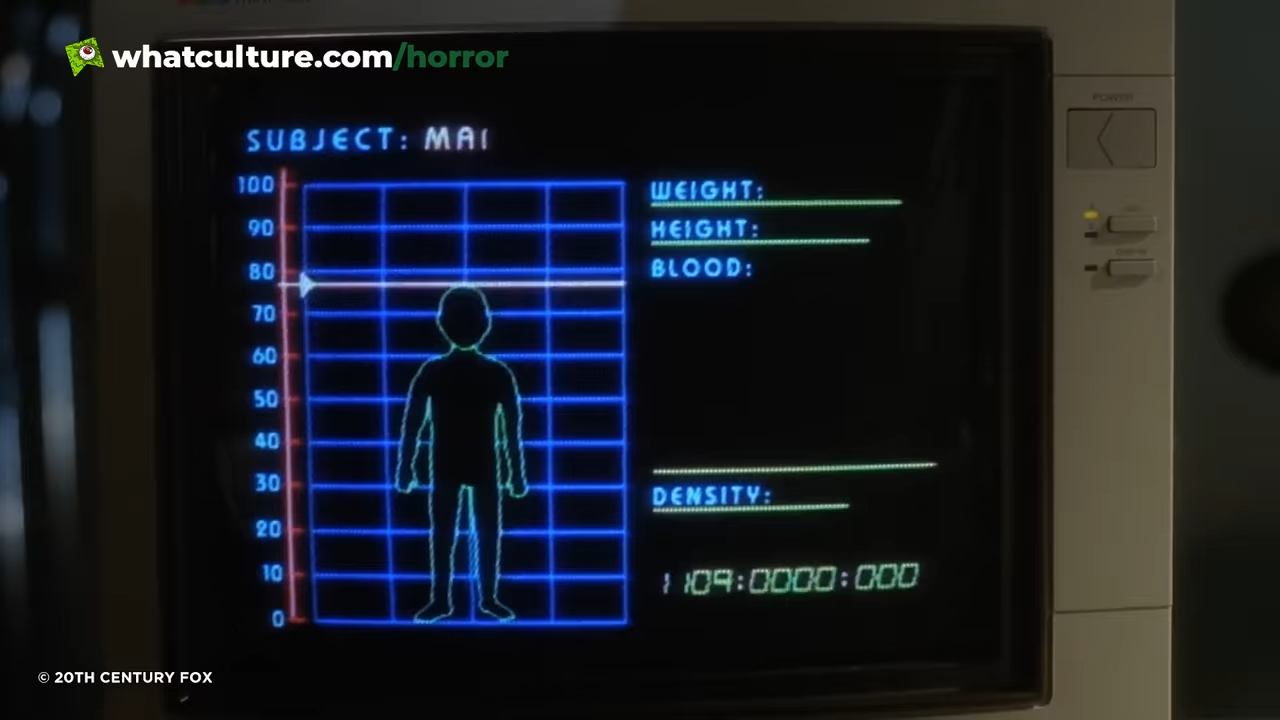 whatculture.com/horror
SUBJECT: MAI
POWER
100
90
80
70
60
50
40
30
20
10
0
WEIGHT:
HEIGHT:
BLOOD:
DENSITY:
1109:0000:000
© 20TH CENTURY FOX